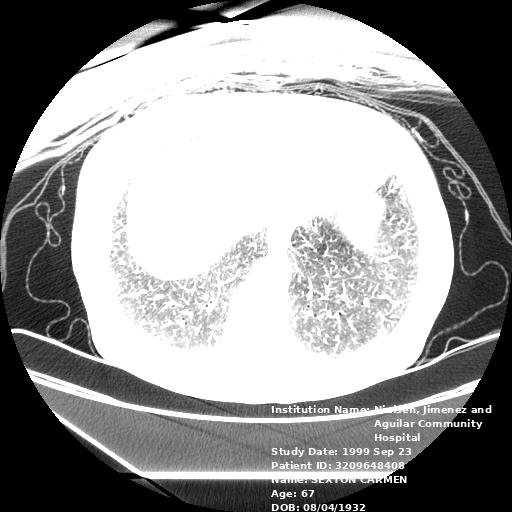 Institution Name: Nielsen, Jimenez and
Aguilar Community
Hospital
Study Date: 1999 Sep 23
Patient ID: 3209648408
Name: SEXTON CARMEN
Age: 67
DOB: 08/04/1932